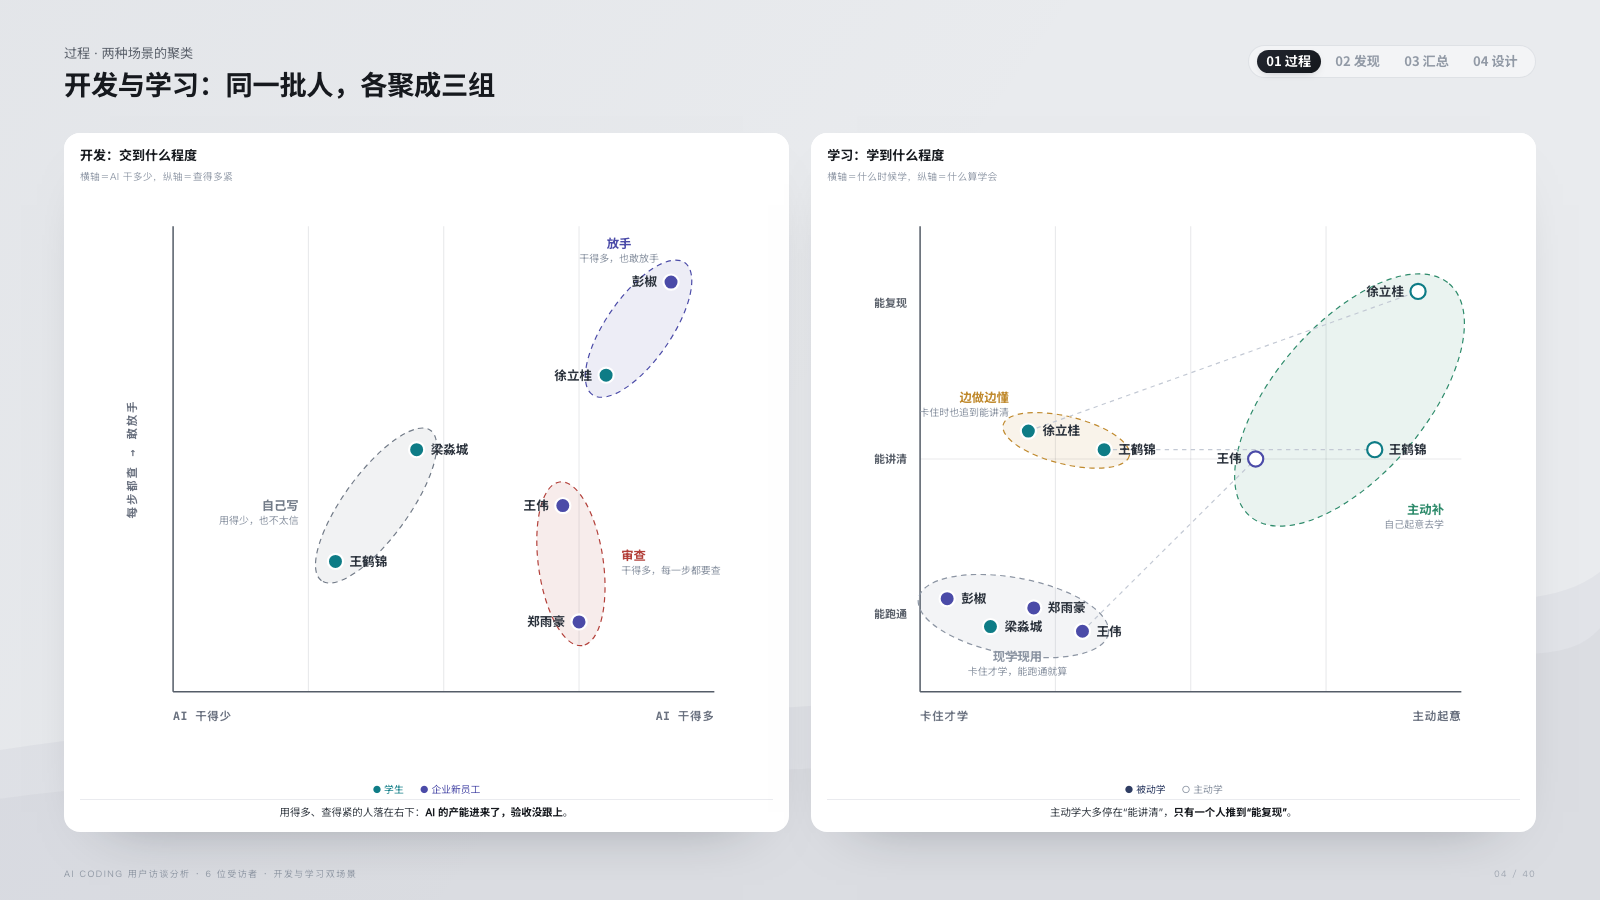 过程 · 两种场景的聚类
开发与学习：同一批人，各聚成三组
01 过程
02 发现
03 汇总
04 设计
开发：交到什么程度
横轴＝AI 干多少，纵轴＝查得多紧
每步都查 → 敢放手
放手
干得多，也敢放手
彭椒
徐立桂
梁淼城
自己写
用得少，也不太信
王鹤锦
王伟
审查
干得多，每一步都要查
郑雨豪
AI 干得少
AI 干得多
学生
企业新员工
用得多、查得紧的人落在右下：AI 的产能进来了，验收没跟上。
学习：学到什么程度
横轴＝什么时候学，纵轴＝什么算学会
能复现
能讲清
能跑通
徐立桂
边做边懂
卡住时也追到能讲清
徐立桂
王鹤锦
王伟
王鹤锦
主动补
自己起意去学
彭椒
郑雨豪
梁淼城
王伟
现学现用
卡住才学，能跑通就算
卡住才学
主动起意
被动学
主动学
主动学大多停在“能讲清”，只有一个人推到“能复现”。
AI CODING 用户访谈分析 · 6 位受访者 · 开发与学习双场景
04 / 40